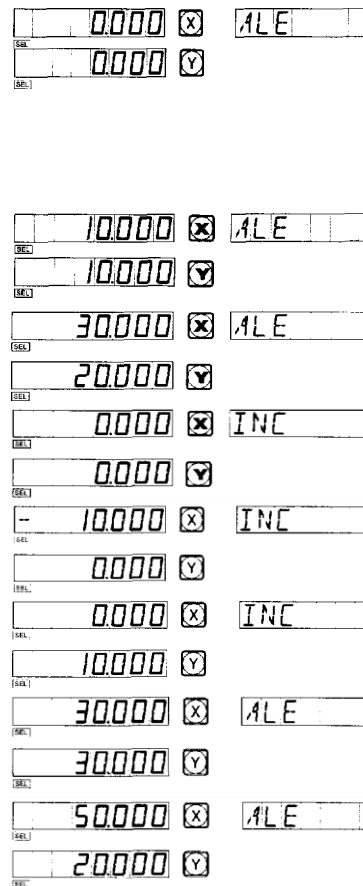 0.000 X ALE
SEL
0.000 Y
SEL
10.000 X ALE
SEL
10.000 Y
SEL
30.000 X ALE
SEL
20.000 Y
SEL
0.000 X INC
SEL
0.000 Y
SEL
- 10.000 X INC
SEL
0.000 Y
SEL
0.000 X INC
SEL
10.000 Y
SEL
30.000 X ALE
SEL
30.000 Y
SEL
50.000 X ALE
SEL
20.000 Y
SEL